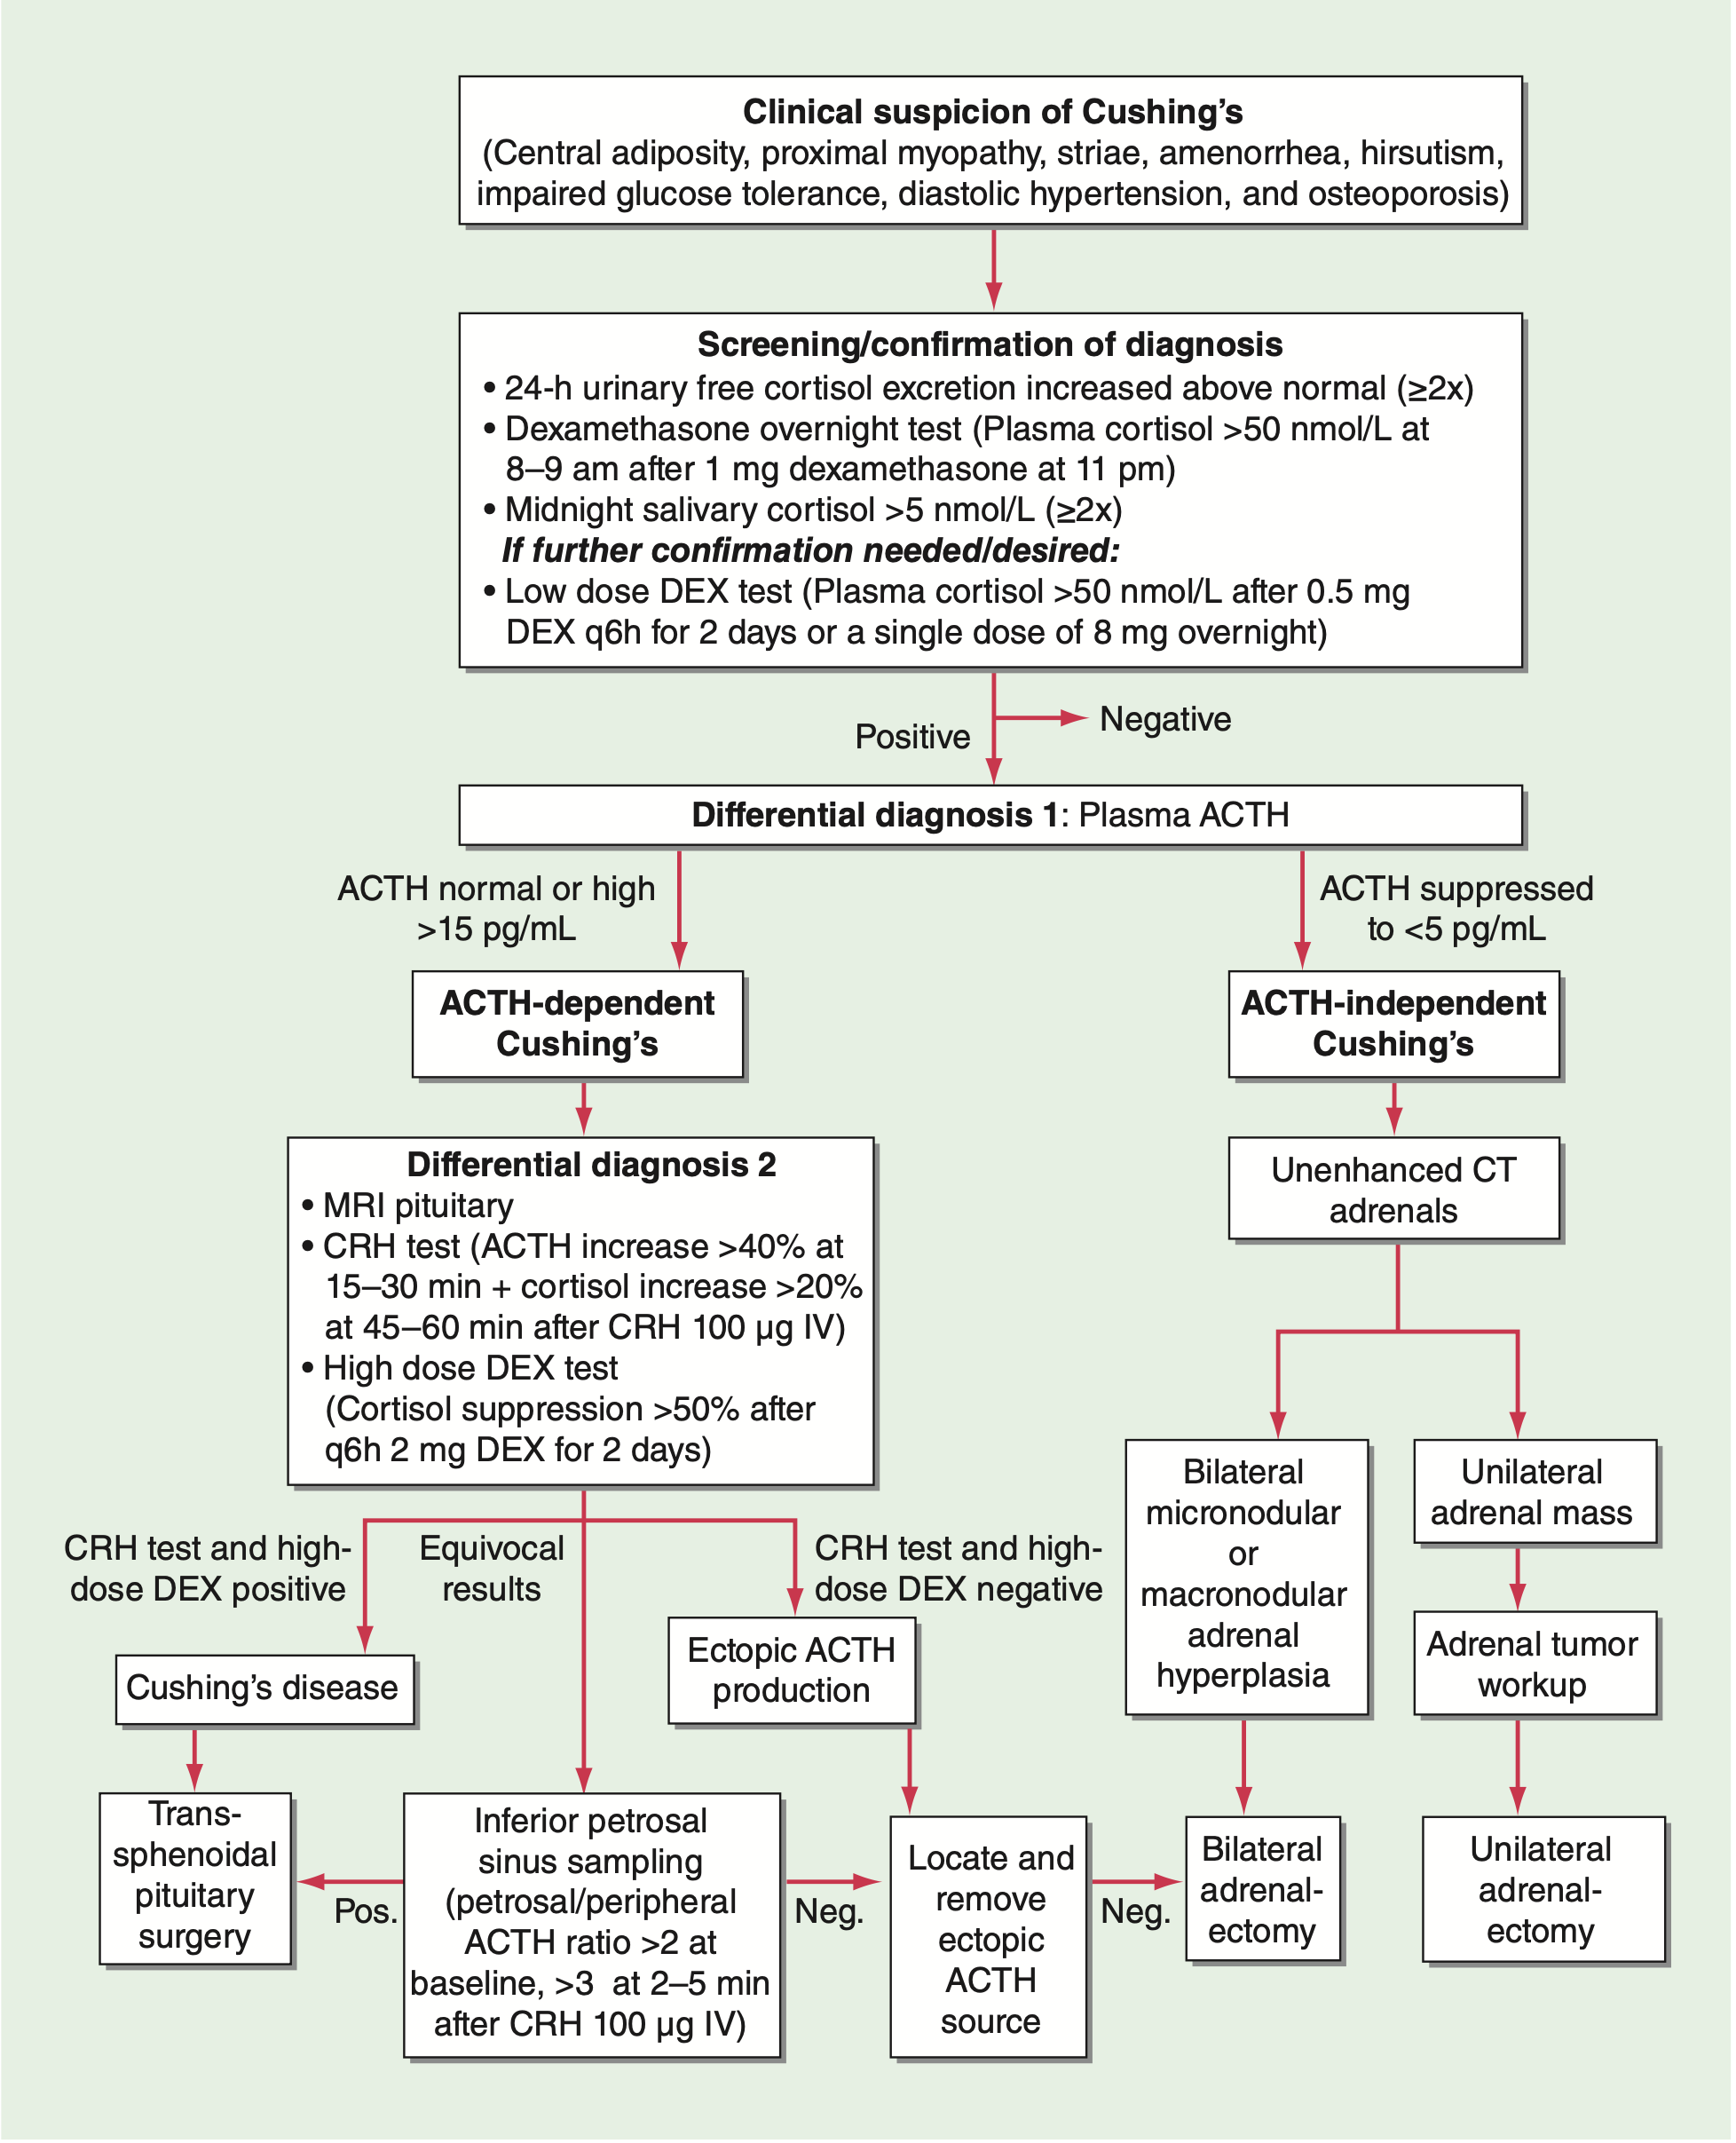 Clinical suspicion of Cushing’s
(Central adiposity, proximal myopathy, striae, amenorrhea, hirsutism,
impaired glucose tolerance, diastolic hypertension, and osteoporosis)
Screening/confirmation of diagnosis
• 24-h urinary free cortisol excretion increased above normal (≥2x)
• Dexamethasone overnight test (Plasma cortisol >50 nmol/L at
8–9 am after 1 mg dexamethasone at 11 pm)
• Midnight salivary cortisol >5 nmol/L (≥2x)
If further confirmation needed/desired:
• Low dose DEX test (Plasma cortisol >50 nmol/L after 0.5 mg
DEX q6h for 2 days or a single dose of 8 mg overnight)
Positive
Negative
Differential diagnosis 1: Plasma ACTH
ACTH normal or high
>15 pg/mL
ACTH suppressed
to <5 pg/mL
ACTH-dependent
Cushing’s
ACTH-independent
Cushing’s
Differential diagnosis 2
• MRI pituitary
• CRH test (ACTH increase >40% at
15–30 min + cortisol increase >20%
at 45–60 min after CRH 100 µg IV)
• High dose DEX test
(Cortisol suppression >50% after
q6h 2 mg DEX for 2 days)
Unenhanced CT
adrenals
CRH test and high-
dose DEX positive
Equivocal
results
CRH test and high-
dose DEX negative
Bilateral
micronodular
or
macronodular
adrenal
hyperplasia
Unilateral
adrenal mass
Cushing’s disease
Ectopic ACTH
production
Adrenal tumor
workup
Trans-
sphenoidal
pituitary
surgery
Pos.
Inferior petrosal
sinus sampling
(petrosal/peripheral
ACTH ratio >2 at
baseline, >3 at 2–5 min
after CRH 100 µg IV)
Neg.
Locate and
remove
ectopic
ACTH
source
Neg.
Bilateral
adrenal-
ectomy
Unilateral
adrenal-
ectomy